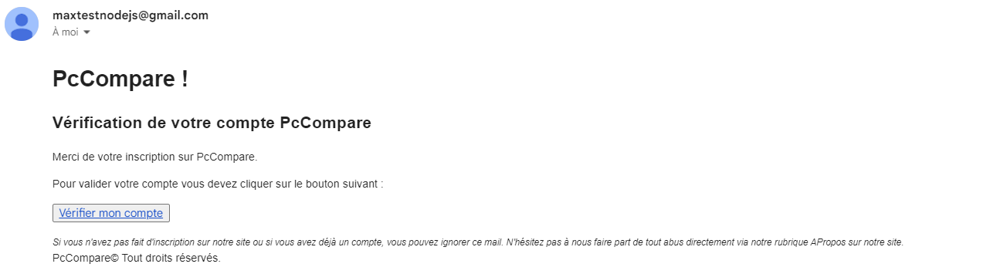 maxtestnodejs@gmail.com
À moi
PcCompare !
Vérification de votre compte PcCompare
Merci de votre inscription sur PcCompare.
Pour valider votre compte vous devez cliquer sur le bouton suivant :
Vérifier mon compte
Si vous n'avez pas fait d'inscription sur notre site ou si vous avez déjà un compte, vous pouvez ignorer ce mail. N'hésitez pas à nous faire part de tout abus directement via notre rubrique APropos sur notre site.
PcCompare© Tout droits réservés.